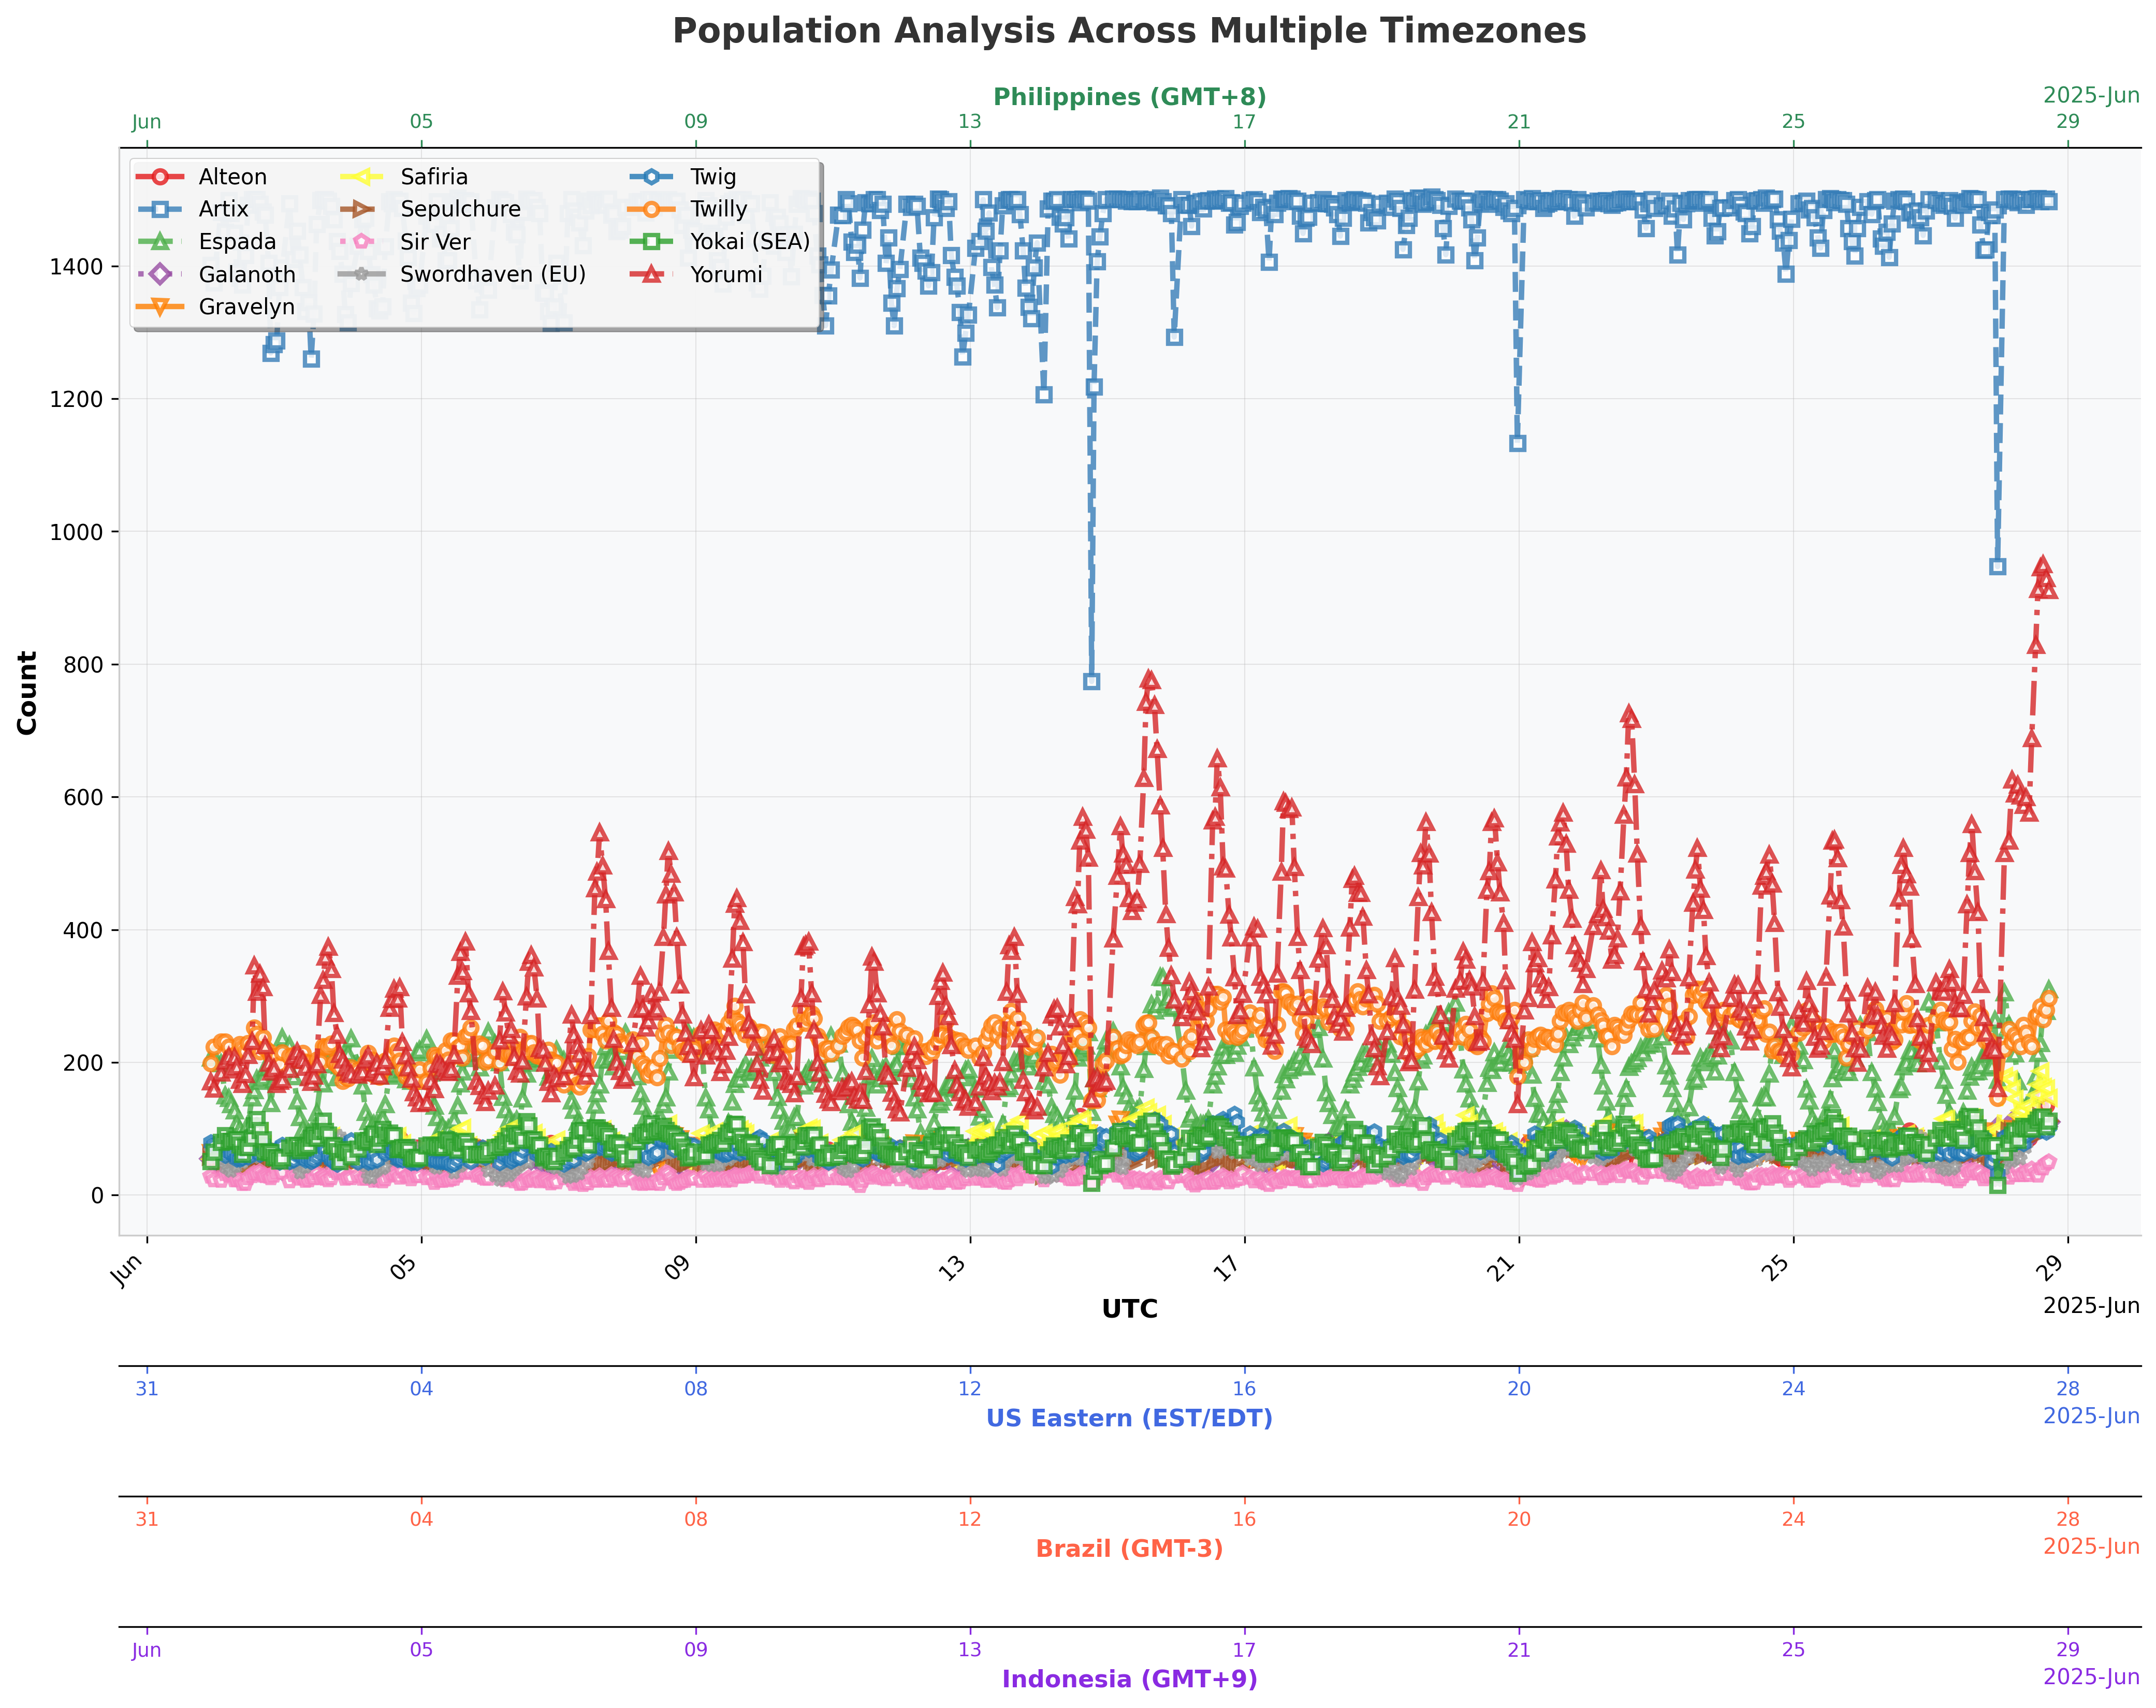 Population Analysis Across Multiple Timezones
Philippines (GMT+8)
2025-Jun
Jun 05 09 13 17 21 25 29
Alteon
Artix
Espada
Galanoth
Gravelyn
Safiria
Sepulchure
Sir Ver
Swordhaven (EU)
Twig
Twilly
Yokai (SEA)
Yorumi
Count
1400
1200
1000
800
600
400
200
0
Jun 05 09 13 17 21 25 29
UTC
2025-Jun
31 04 08 12 16 20 24 28
US Eastern (EST/EDT)
2025-Jun
31 04 08 12 16 20 24 28
Brazil (GMT-3)
2025-Jun
Jun 05 09 13 17 21 25 29
Indonesia (GMT+9)
2025-Jun